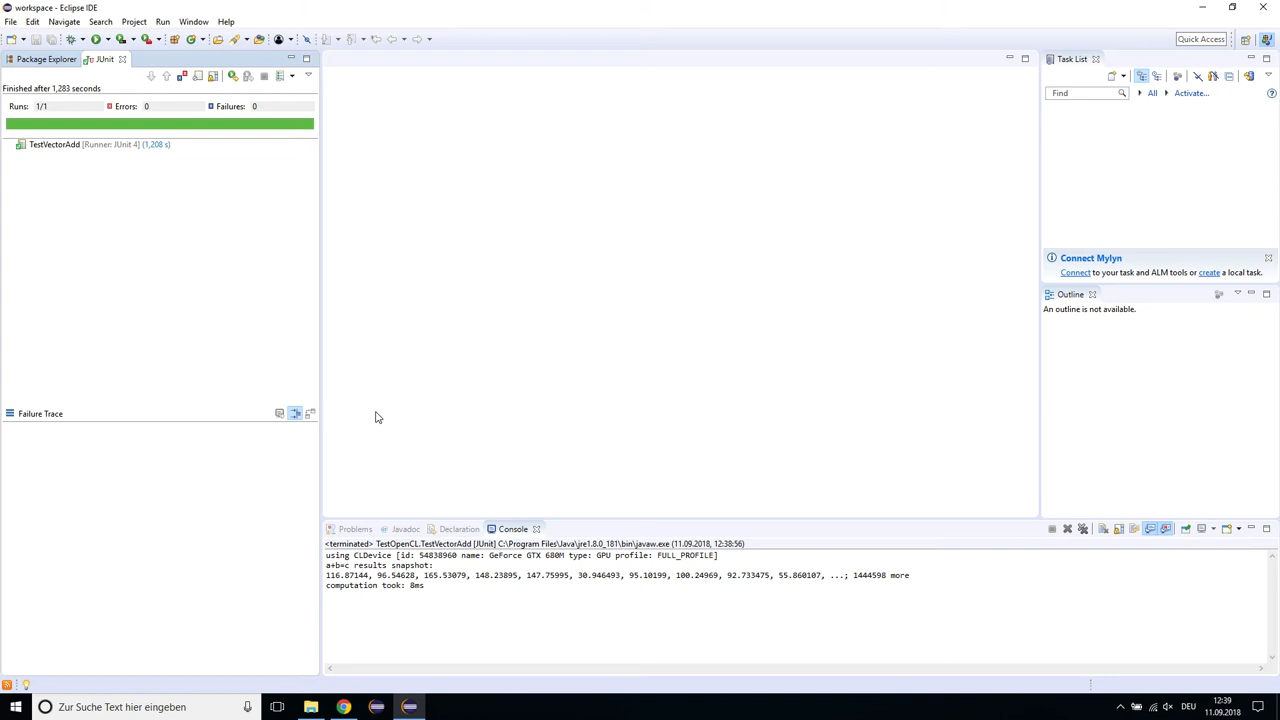 workspace - Eclipse IDE
File Edit Navigate Search Project Run Window Help
Quick Access
Package Explorer JUnit
Task List
Finished after 1,283 seconds
Find All Activate...
Runs: 1/1 Errors: 0 Failures: 0
TestVectorAdd [Runner: JUnit 4] (1,208 s)
Connect Mylyn
Connect to your task and ALM tools or create a local task.
Outline
An outline is not available.
Failure Trace
Problems Javadoc Declaration Console
<terminated> TestOpenCL.TestVectorAdd [JUnit] C:\Program Files\Java\jre1.8.0_181\bin\javaw.exe (11.09.2018, 12:38:56)
using CLDevice [id: 54838960 name: GeForce GTX 680M type: GPU profile: FULL_PROFILE]
a+b=c results snapshot:
116.87144, 96.54628, 165.53079, 148.23895, 147.75995, 30.946493, 95.10199, 100.24969, 92.733475, 55.860107, ...; 1444598 more
computation took: 8ms
Zur Suche Text hier eingeben
DEU
12:39
11.09.2018